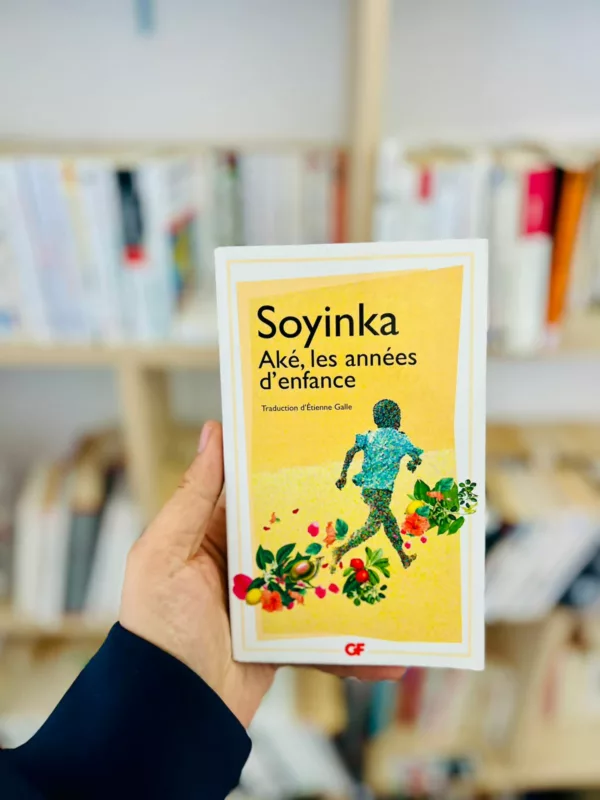 Soyinka
Aké, les années
d'enfance
Traduction d'Étienne Galle
GF